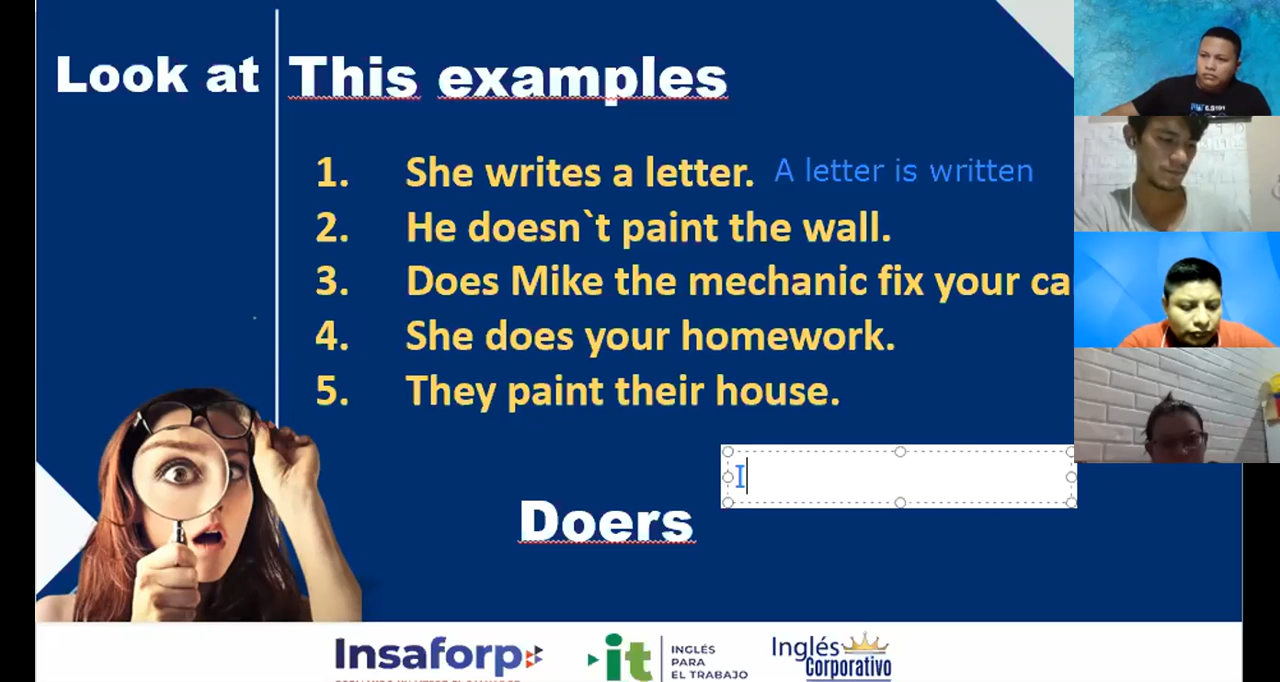 Look at This examples
1. She writes a letter. A letter is written
2. He doesn`t paint the wall.
3. Does Mike the mechanic fix your ca
4. She does your homework.
5. They paint their house.
I
Doers
Insaforp
it INGLÉS
PARA
EL TRABAJO
Inglés
Corporativo